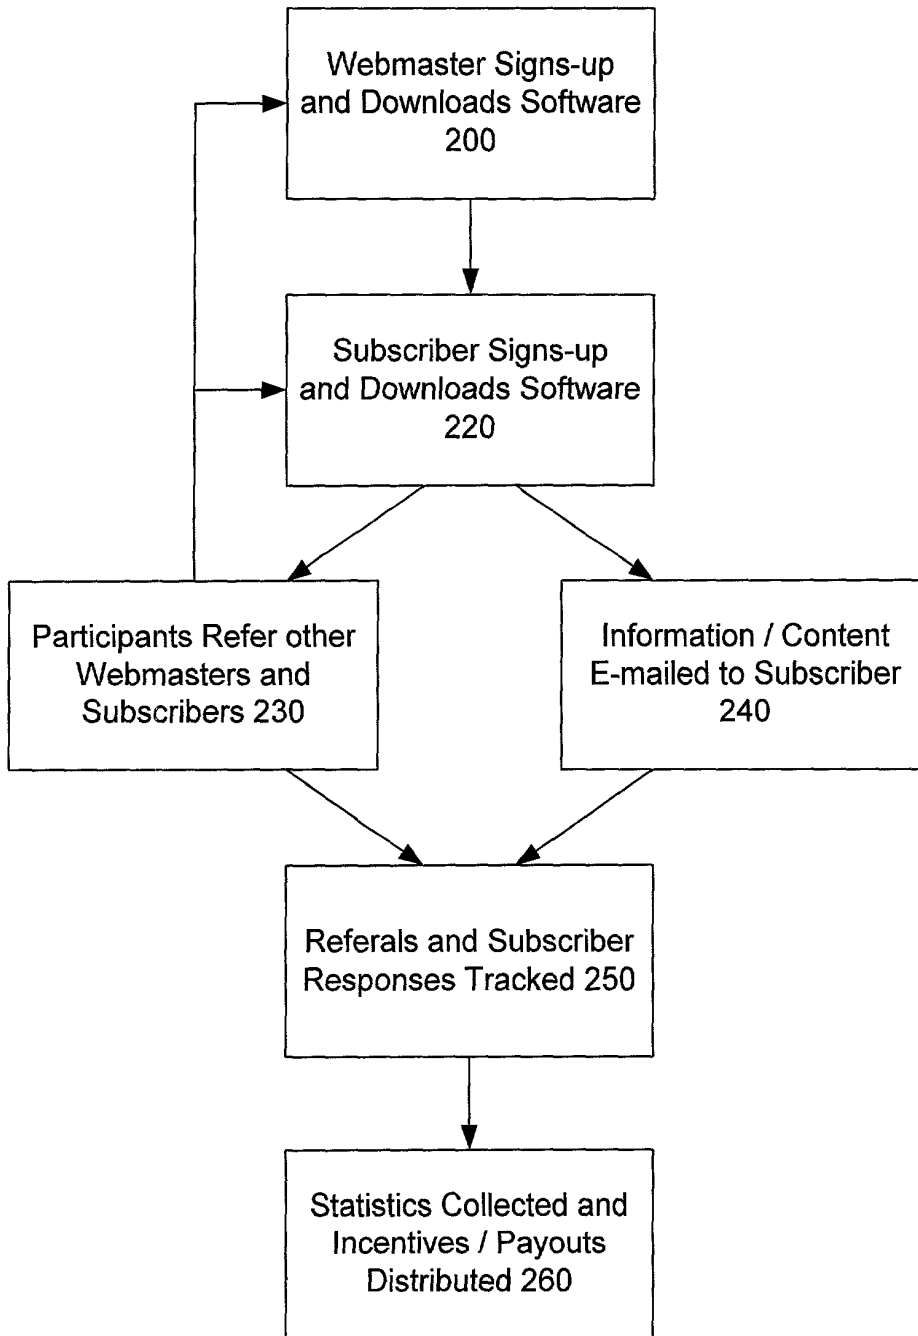 Webmaster Signs-up
and Downloads Software
200
Subscriber Signs-up
and Downloads Software
220
Participants Refer other
Webmasters and
Subscribers 230
Information / Content
E-mailed to Subscriber
240
Referals and Subscriber
Responses Tracked 250
Statistics Collected and
Incentives / Payouts
Distributed 260